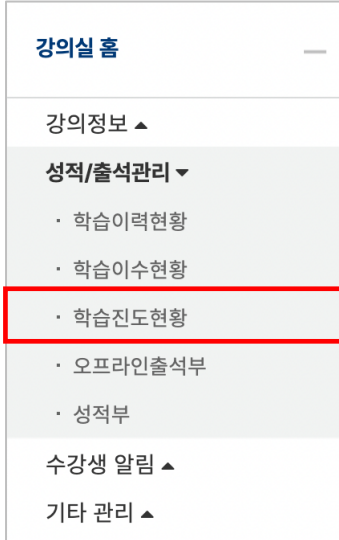 강의실 홈
강의정보 ▲
성적/출석관리 ▼
· 학습이력현황
· 학습이수현황
· 학습진도현황
· 오프라인출석부
· 성적부
수강생 알림 ▲
기타 관리 ▲